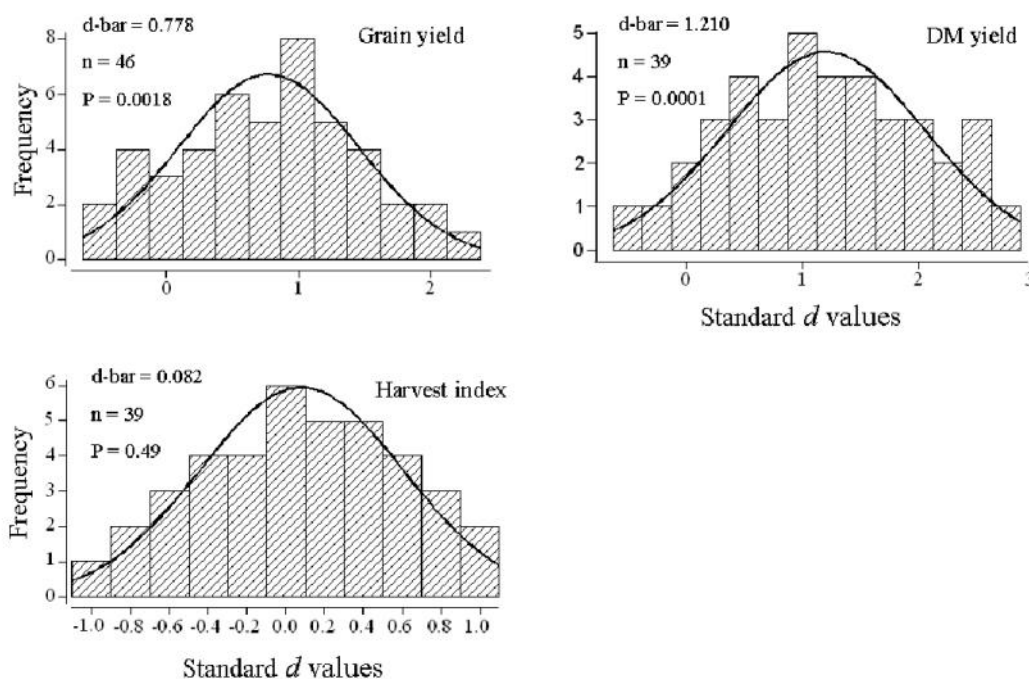 d-bar = 0.778
Grain yield
n = 46
P = 0.0018
Frequency
8
6
4
2
0
0 1 2
d-bar = 1.210
DM yield
n = 39
P = 0.0001
5
4
3
2
1
0
0 1 2 3
Standard d values
d-bar = 0.082
Harvest index
n = 39
P = 0.49
Frequency
6
5
4
3
2
1
0
-1.0 -0.8 -0.6 -0.4 -0.2 0.0 0.2 0.4 0.6 0.8 1.0
Standard d values